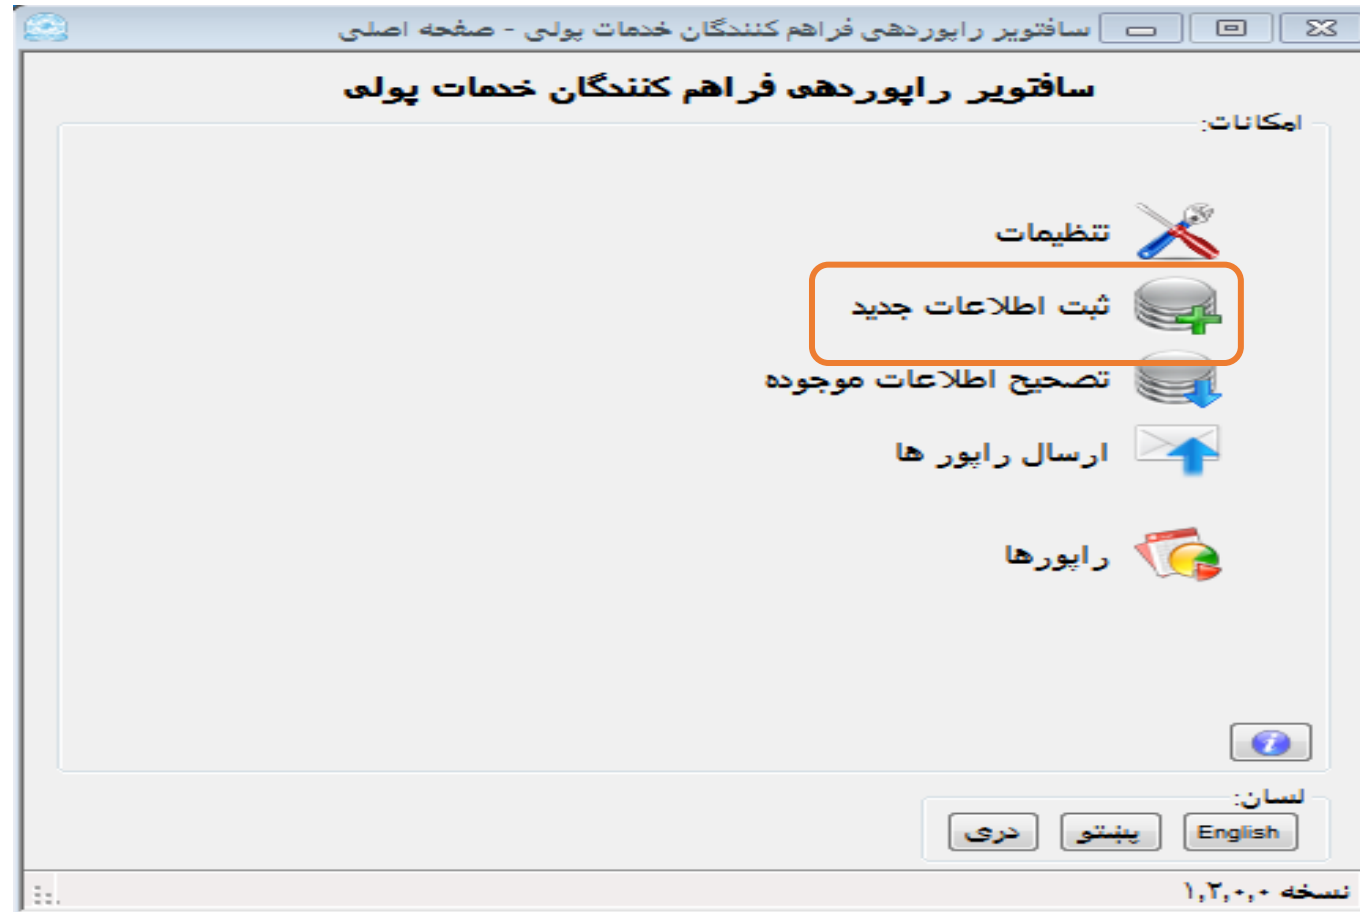 سافتویر راپوردهی فراهم کنندگان خدمات پولی - صفحه اصلی
سافتویر راپوردهی فراهم کنندگان خدمات پولی
امکانات:
تنظیمات
ثبت اطلاعات جدید
تصحیح اطلاعات موجوده
ارسال راپور ها
راپورها
لسان:
English پښتو دری
نسخه ۱,۲,۰,۰